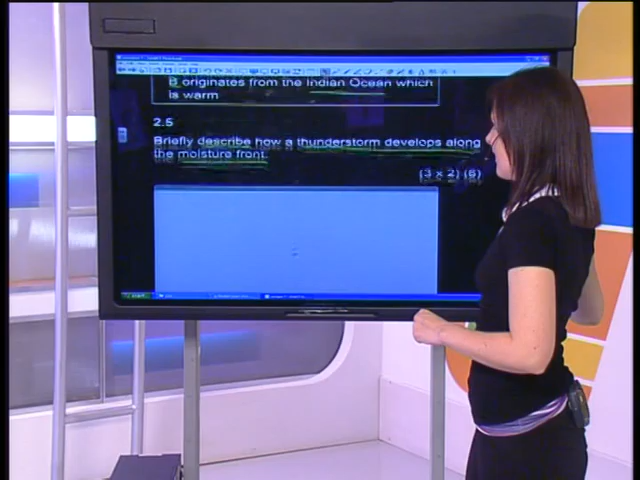 B originates from the Indian Ocean which
is warm
2.5
Briefly describe how a thunderstorm develops along
the moisture front.
(3 x 2) (6)